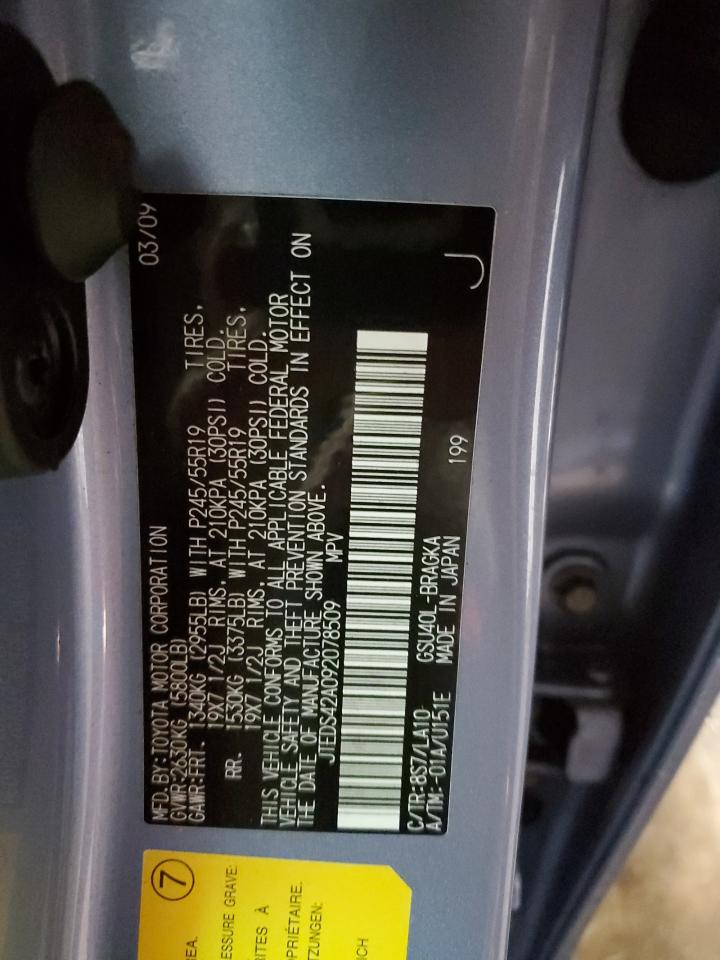 MFD.BY:TOYOTA MOTOR CORPORATION 03/09
GVWR:2630KG (5800LB)
GAWR:FRT. 1340KG (2955LB) WITH P245/55R19 TIRES,
19X7 1/2J RIMS, AT 210KPA (30PSI) COLD.
RR. 1530KG (3375LB) WITH P245/55R19 TIRES,
19X7 1/2J RIMS, AT 210KPA (30PSI) COLD.
THIS VEHICLE CONFORMS TO ALL APPLICABLE FEDERAL MOTOR
VEHICLE SAFETY AND THEFT PREVENTION STANDARDS IN EFFECT ON
THE DATE OF MANUFACTURE SHOWN ABOVE.
JTEDS42A092078509 MPV
C/TR:8S7/LA10 GSU40L-BRAGKA 199 J
A/TM:-01A/U151E MADE IN JAPAN
7
REA.
ESSURE GRAVE:
RITES À
OPRIÉTAIRE.
TZUNGEN:
ICH